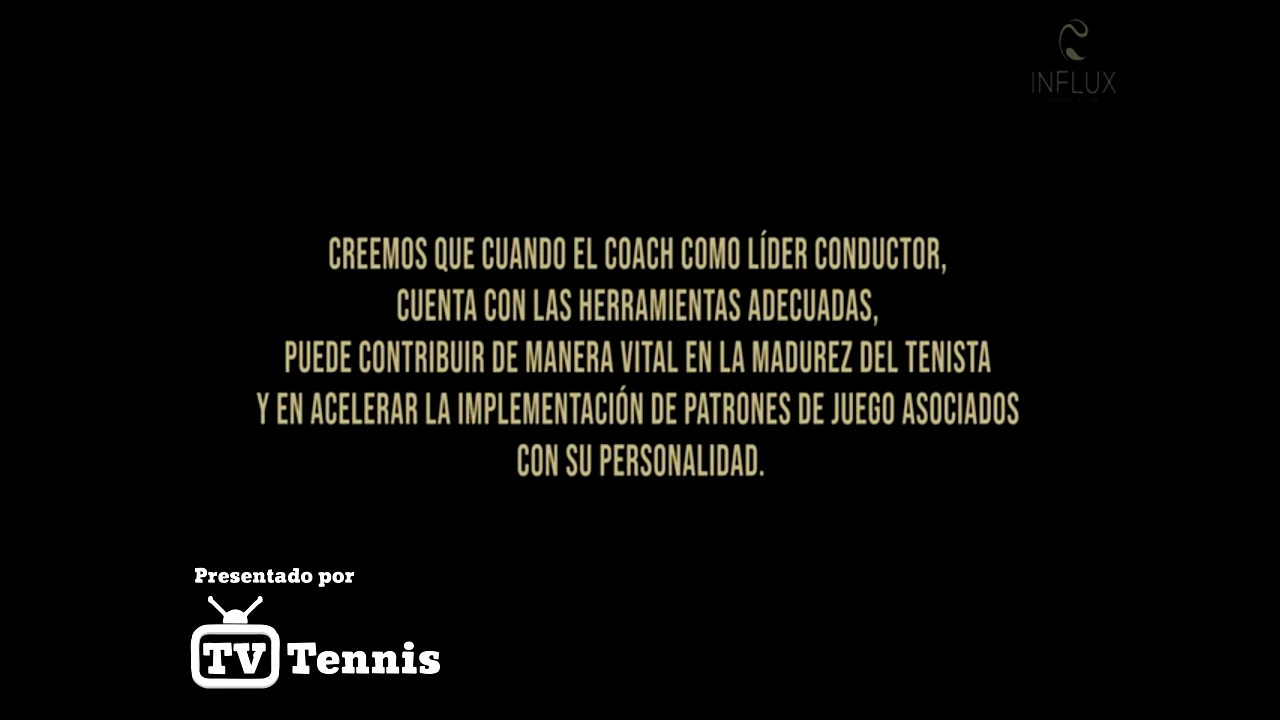 INFLUX
CREEMOS QUE CUANDO EL COACH COMO LÍDER CONDUCTOR,
CUENTA CON LAS HERRAMIENTAS ADECUADAS,
PUEDE CONTRIBUIR DE MANERA VITAL EN LA MADUREZ DEL TENISTA
Y EN ACELERAR LA IMPLEMENTACIÓN DE PATRONES DE JUEGO ASOCIADOS
CON SU PERSONALIDAD.
Presentado por
TV Tennis